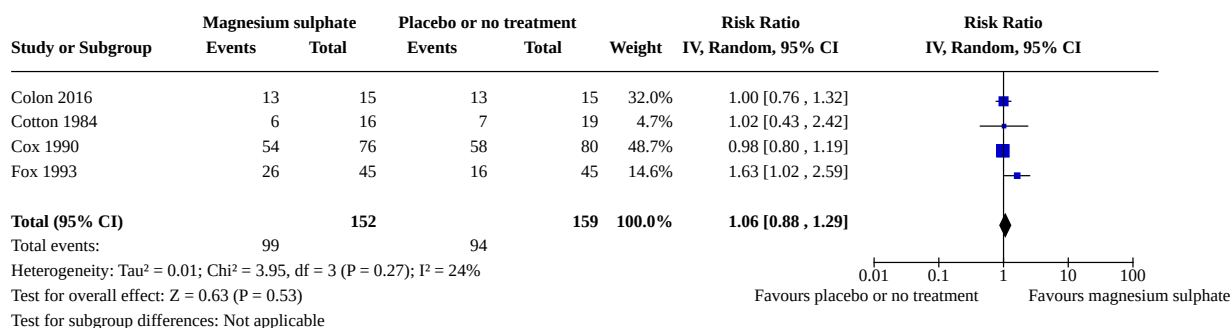 Magnesium sulphate Placebo or no treatment Risk Ratio Risk Ratio
Study or Subgroup Events Total Events Total Weight IV, Random, 95% CI IV, Random, 95% CI
Colon 2016 13 15 13 15 32.0% 1.00 [0.76 , 1.32]
Cotton 1984 6 16 7 19 4.7% 1.02 [0.43 , 2.42]
Cox 1990 54 76 58 80 48.7% 0.98 [0.80 , 1.19]
Fox 1993 26 45 16 45 14.6% 1.63 [1.02 , 2.59]
Total (95% CI) 152 159 100.0% 1.06 [0.88 , 1.29]
Total events: 99 94
Heterogeneity: Tau² = 0.01; Chi² = 3.95, df = 3 (P = 0.27); I² = 24%
0.01 0.1 1 10 100
Test for overall effect: Z = 0.63 (P = 0.53)
Favours placebo or no treatment Favours magnesium sulphate
Test for subgroup differences: Not applicable